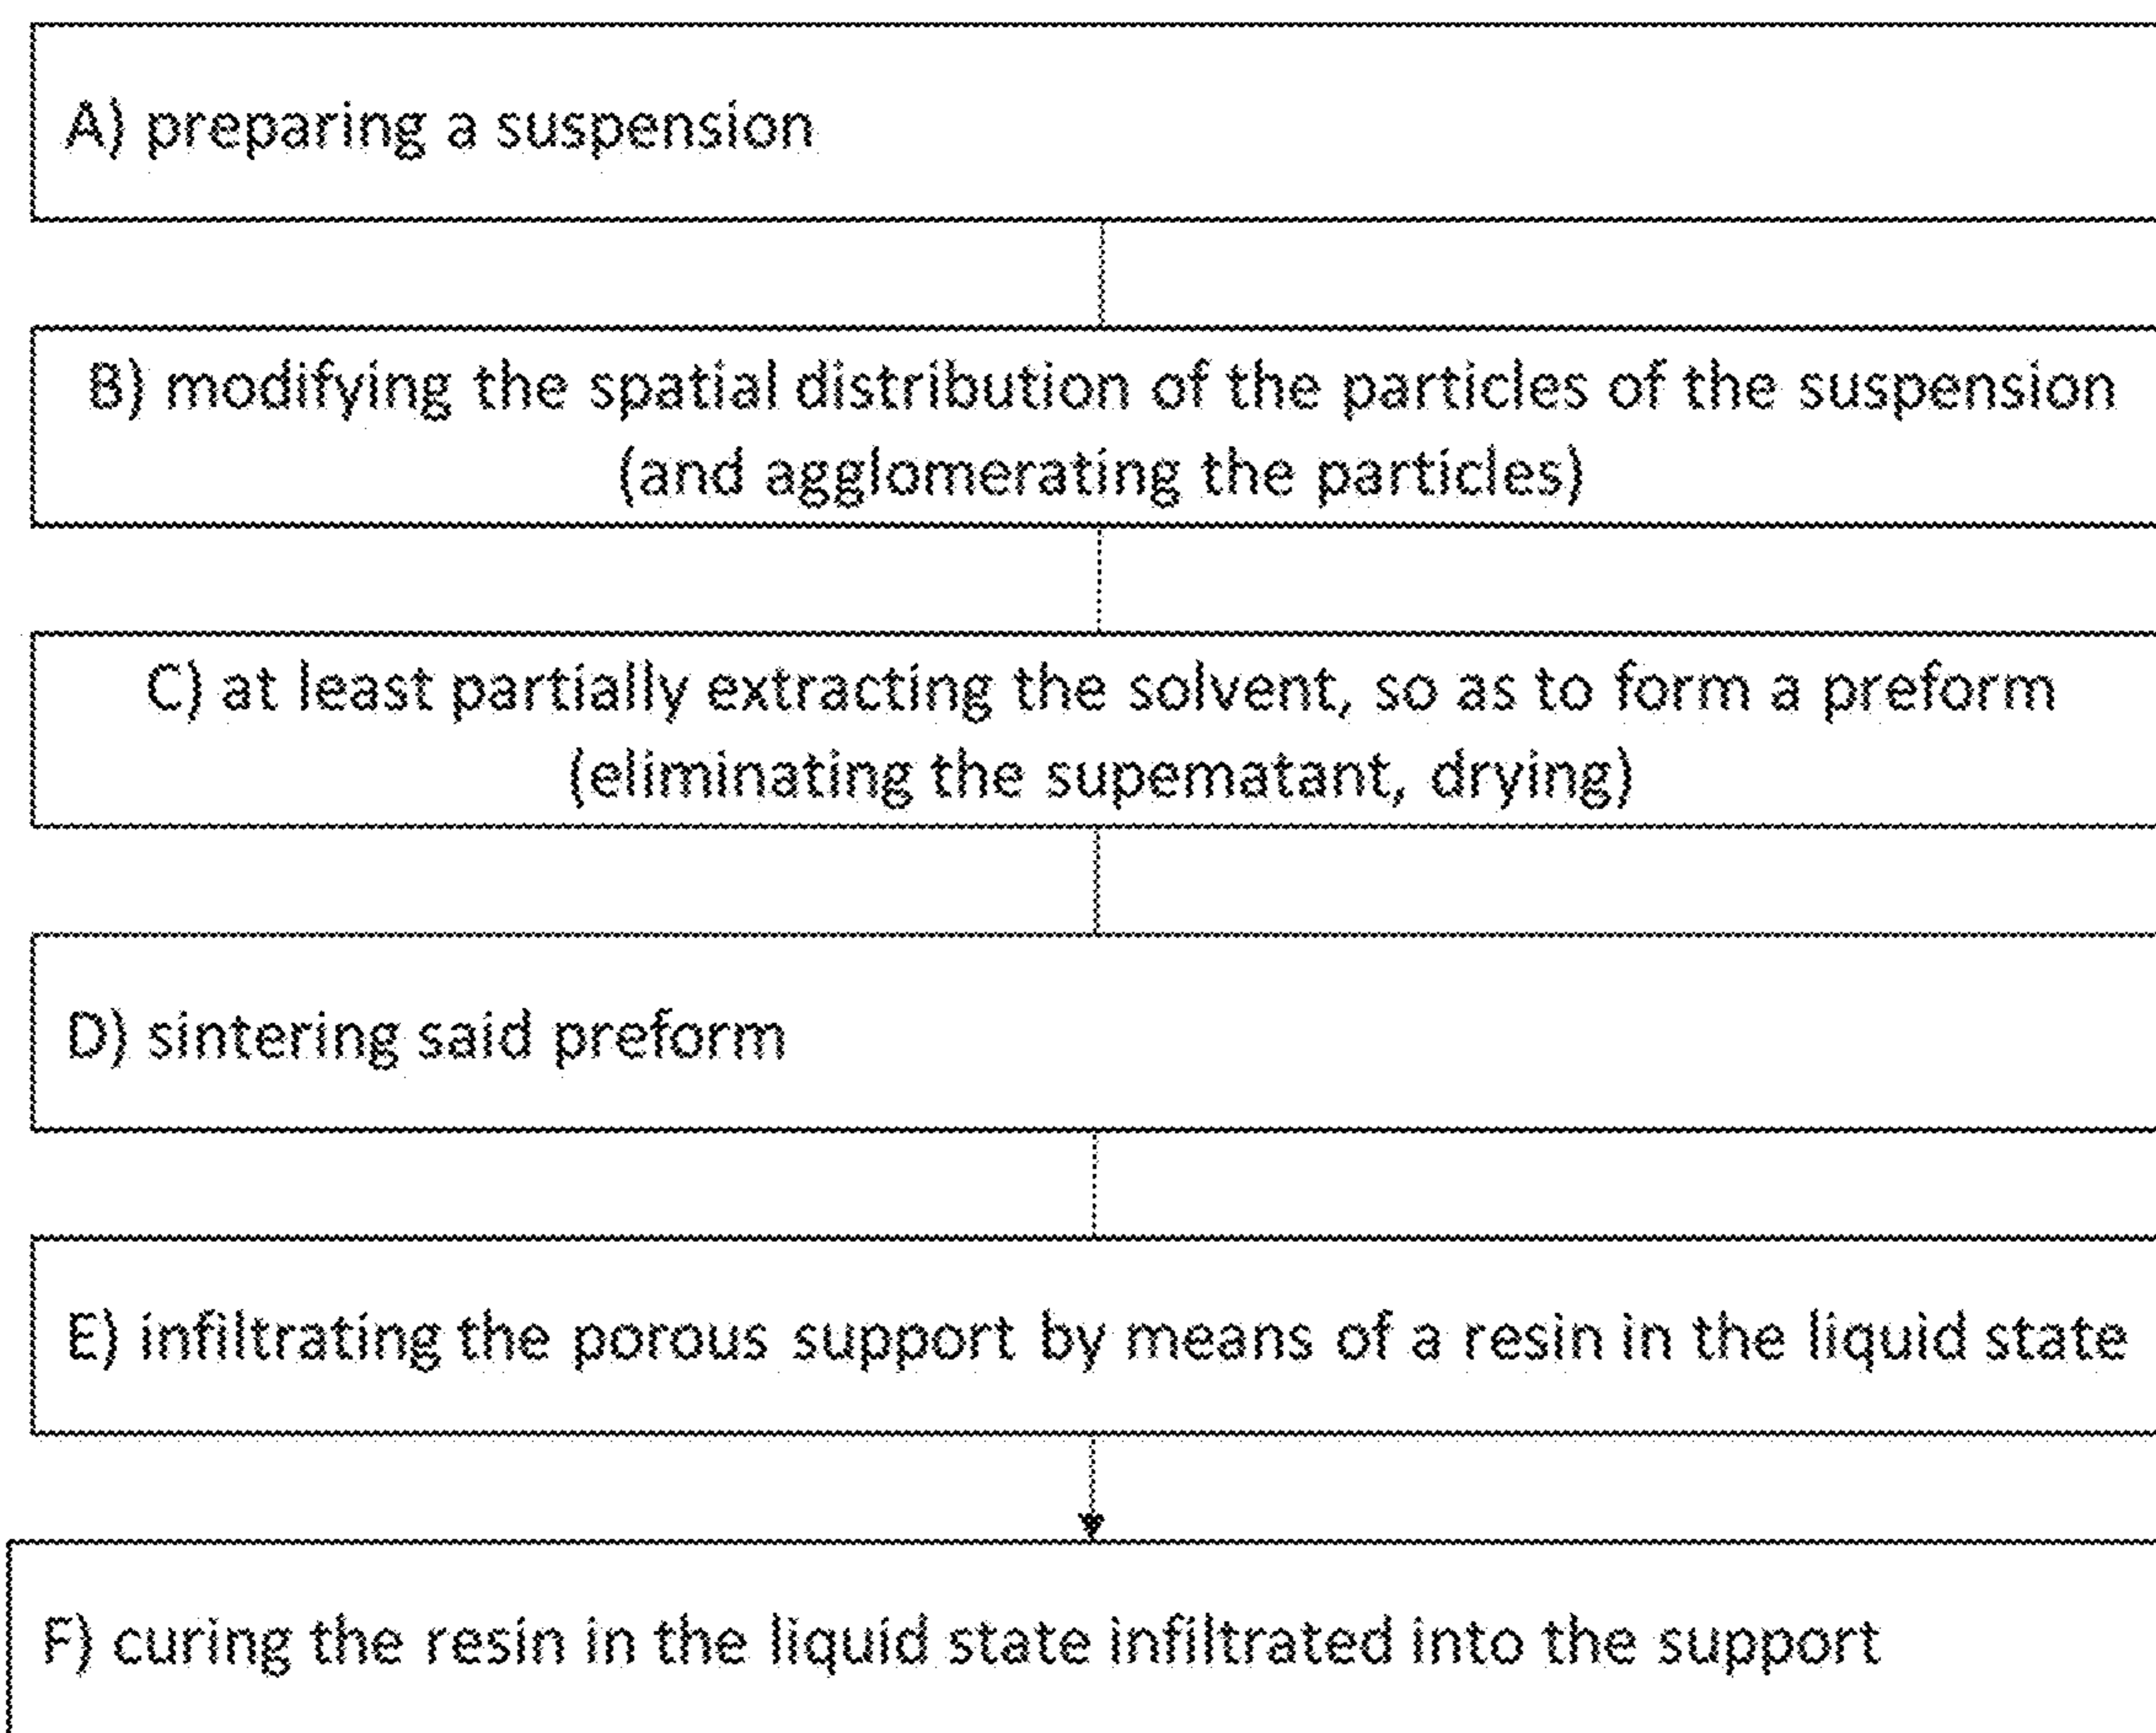 A) preparing a suspension
B) modifying the spatial distribution of the particles of the suspension
(and agglomerating the particles)
C) at least partially extracting the solvent, so as to form a preform
(eliminating the supematant, drying)
D) sintering said preform
E) infiltrating the porous support by means of a resin in the liquid state
F) curing the resin in the liquid state infiltrated into the support